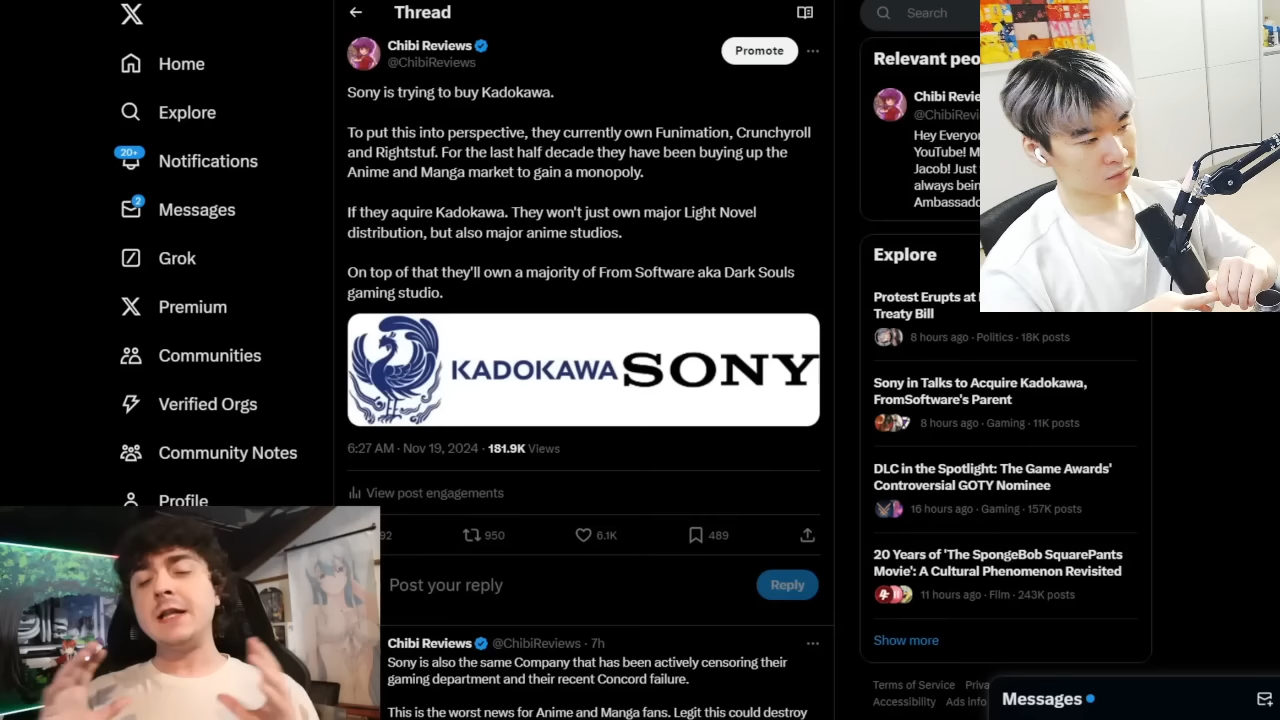 Home
Explore
20+
Notifications
2
Messages
Grok
Premium
Communities
Verified Orgs
Community Notes
Profile
Thread
Chibi Reviews
@ChibiReviews
Promote
Sony is trying to buy Kadokawa.
To put this into perspective, they currently own Funimation, Crunchyroll
and Rightstuf. For the last half decade they have been buying up the
Anime and Manga market to gain a monopoly.
If they aquire Kadokawa. They won't just own major Light Novel
distribution, but also major anime studios.
On top of that they'll own a majority of From Software aka Dark Souls
gaming studio.
KADOKAWA SONY
6:27 AM · Nov 19, 2024 · 181.9K Views
View post engagements
92 950 6.1K 489
Post your reply
Reply
Chibi Reviews @ChibiReviews · 7h
Sony is also the same Company that has been actively censoring their
gaming department and their recent Concord failure.
This is the worst news for Anime and Manga fans. Legit this could destroy
Search
Relevant peo
Chibi Revie
@ChibiRevi
Hey Everyon
YouTube! M
Jacob! Just
always bein
Ambassado
Explore
Protest Erupts at
Treaty Bill
8 hours ago · Politics · 18K posts
Sony in Talks to Acquire Kadokawa,
FromSoftware's Parent
8 hours ago · Gaming · 11K posts
DLC in the Spotlight: The Game Awards'
Controversial GOTY Nominee
16 hours ago · Gaming · 157K posts
20 Years of 'The SpongeBob SquarePants
Movie': A Cultural Phenomenon Revisited
11 hours ago · Film · 243K posts
Show more
Terms of Service Priva
Accessibility Ads info
Messages